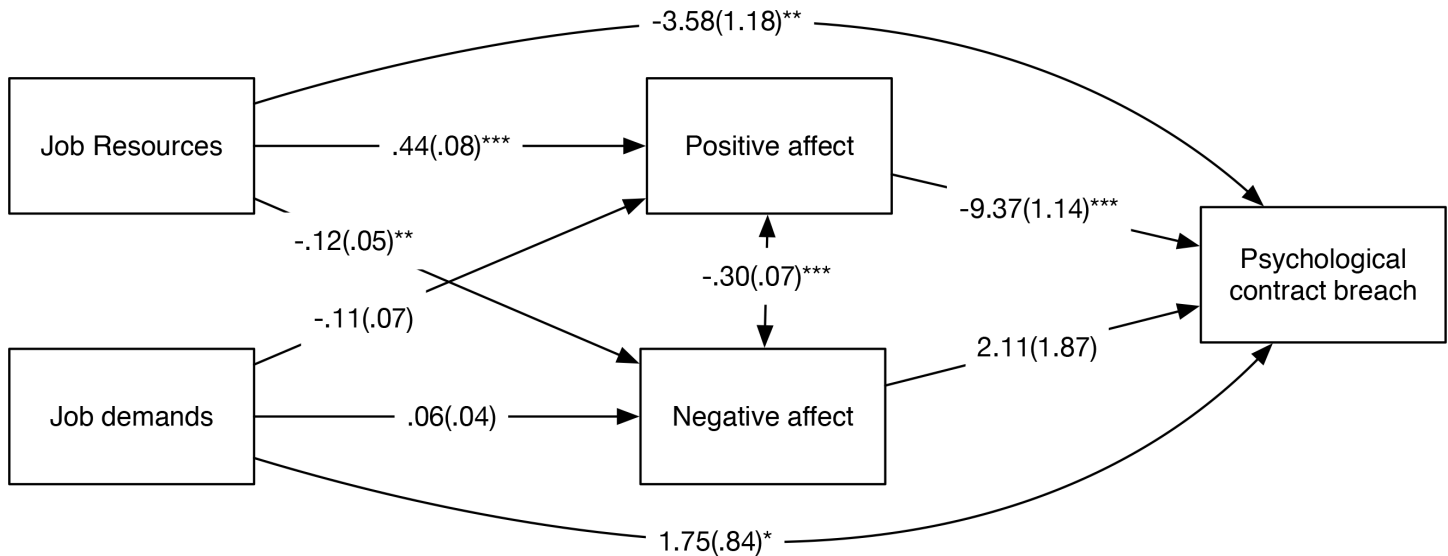 -3.58(1.18)**
Job Resources
.44(.08)***
Positive affect
-.12(.05)**
-9.37(1.14)***
-.30(.07)***
Psychological
contract breach
-.11(.07)
2.11(1.87)
Job demands
.06(.04)
Negative affect
1.75(.84)*